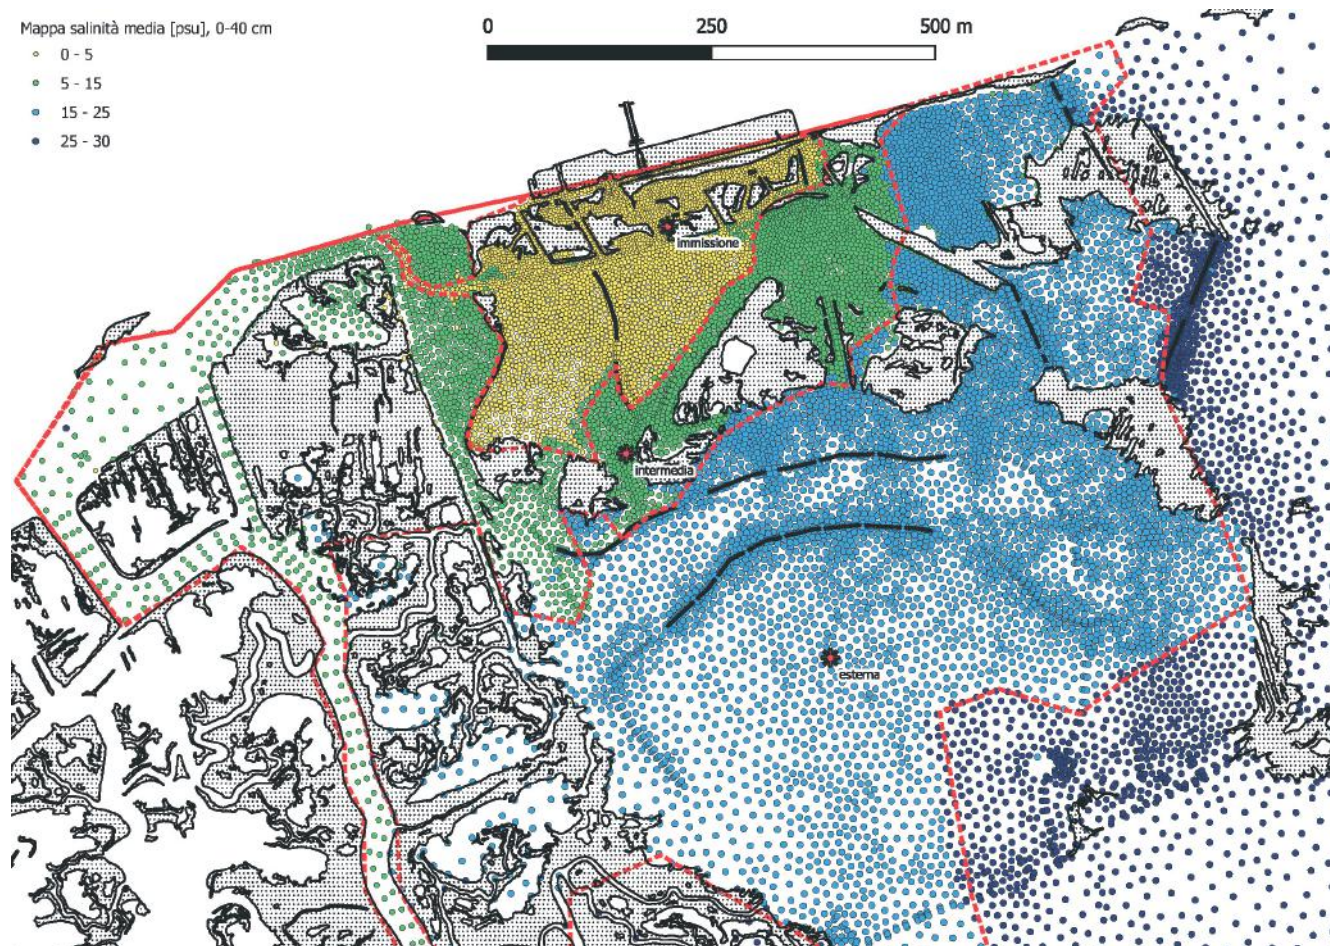 Mappa salinità media [psu], 0-40 cm
0 - 5
5 - 15
15 - 25
25 - 30
0 250 500 m
immissione
intermedia
esterna